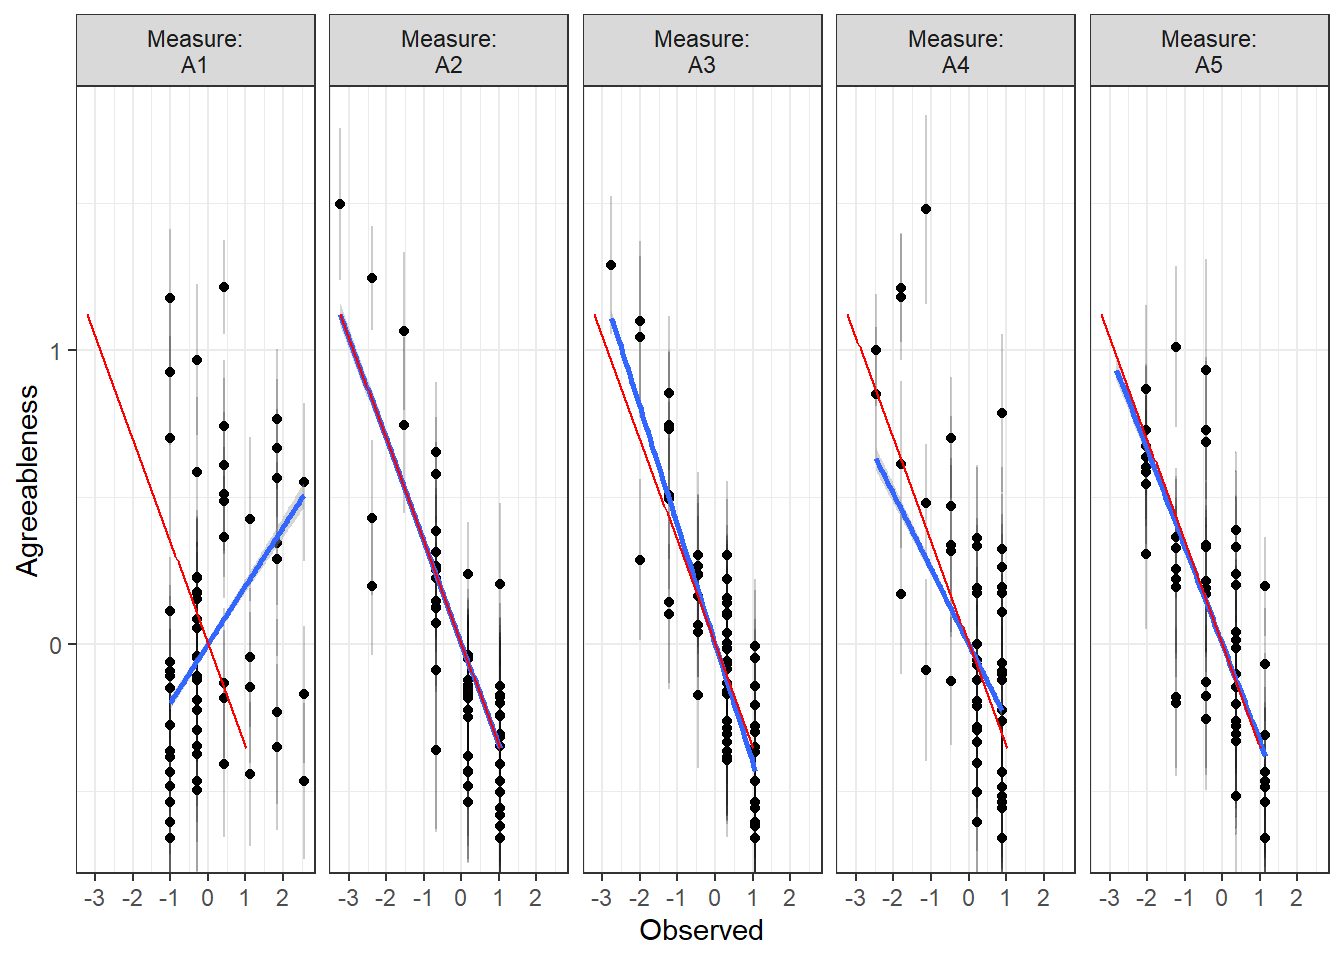 Measure:
A1
Measure:
A2
Measure:
A3
Measure:
A4
Measure:
A5
Agreeableness
1
0
-3 -2 -1 0 1 2
-3 -2 -1 0 1 2
-3 -2 -1 0 1 2
-3 -2 -1 0 1 2
-3 -2 -1 0 1 2
Observed